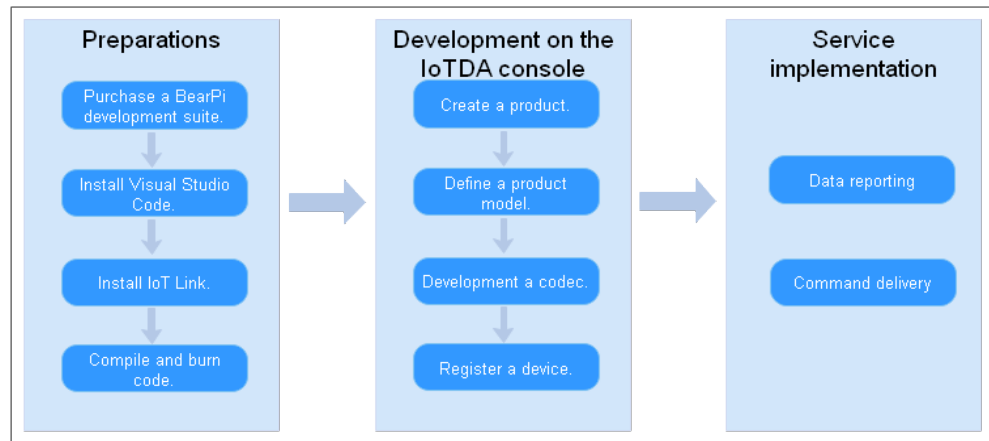 Preparations
Purchase a BearPi
development suite.
Install Visual Studio
Code.
Install IoT Link.
Compile and burn
code.
Development on the
IoTDA console
Create a product.
Define a product
model.
Development a codec.
Register a device.
Service
implementation
Data reporting
Command delivery